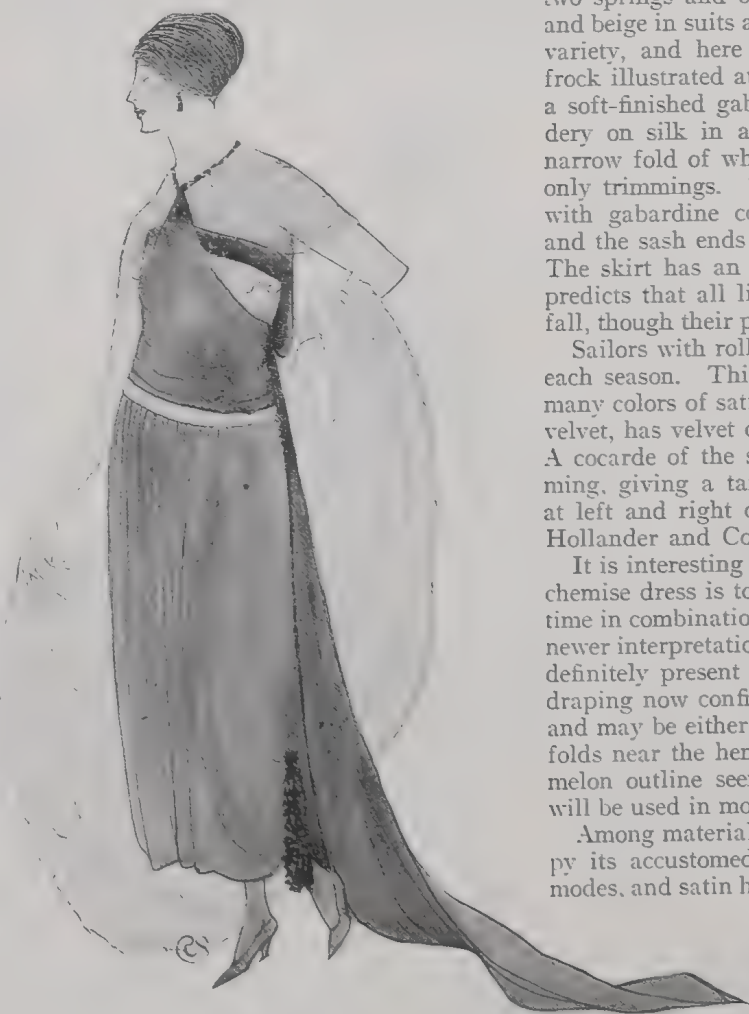 and beige in suits a
variety, and here
frock illustrated a
a soft-finished gab
dery on silk in a
narrow fold of wh
only trimmings.
with gabardine co
and the sash ends
The skirt has an
predicts that all li
fall, though their p
Sailors with roll
each season. Thi
many colors of sat
velvet, has velvet
A cocarde of the s
ming, giving a ta
at left and right
Hollander and Co
It is interesting
chemise dress is to
time in combinatio
newer interpretatio
definitely present
draping now confi
and may be either
folds near the her
melon outline see
will be used in mo
Among material
py its accustomed
modes, and satin h